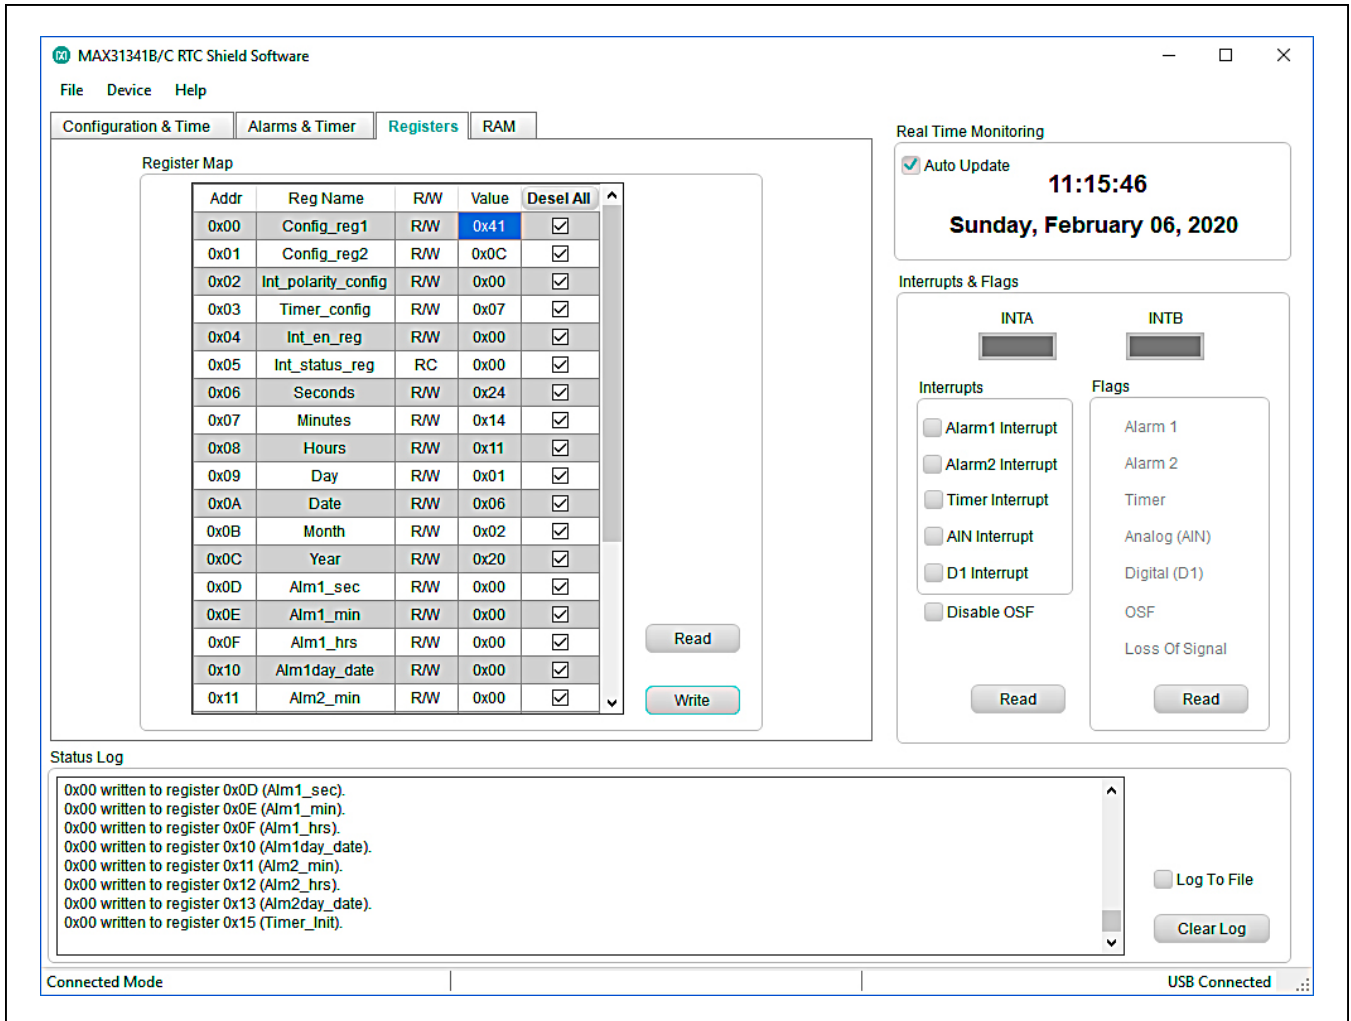 MAX31341B/C RTC Shield Software
File Device Help
Configuration & Time Alarms & Timer Registers RAM
Register Map
Addr Reg Name R/W Value Desel All
0x00 Config_reg1 R/W 0x41
0x01 Config_reg2 R/W 0x0C
0x02 Int_polarity_config R/W 0x00
0x03 Timer_config R/W 0x07
0x04 Int_en_reg R/W 0x00
0x05 Int_status_reg RC 0x00
0x06 Seconds R/W 0x24
0x07 Minutes R/W 0x14
0x08 Hours R/W 0x11
0x09 Day R/W 0x01
0x0A Date R/W 0x06
0x0B Month R/W 0x02
0x0C Year R/W 0x20
0x0D Alm1_sec R/W 0x00
0x0E Alm1_min R/W 0x00
0x0F Alm1_hrs R/W 0x00
0x10 Alm1day_date R/W 0x00
0x11 Alm2_min R/W 0x00
Read
Write
Real Time Monitoring
Auto Update
11:15:46
Sunday, February 06, 2020
Interrupts & Flags
INTA INTB
Interrupts
Alarm1 Interrupt
Alarm2 Interrupt
Timer Interrupt
AIN Interrupt
D1 Interrupt
Disable OSF
Read
Flags
Alarm 1
Alarm 2
Timer
Analog (AIN)
Digital (D1)
OSF
Loss Of Signal
Read
Status Log
0x00 written to register 0x0D (Alm1_sec).
0x00 written to register 0x0E (Alm1_min).
0x00 written to register 0x0F (Alm1_hrs).
0x00 written to register 0x10 (Alm1day_date).
0x00 written to register 0x11 (Alm2_min).
0x00 written to register 0x12 (Alm2_hrs).
0x00 written to register 0x13 (Alm2day_date).
0x00 written to register 0x15 (Timer_Init).
Log To File
Clear Log
Connected Mode USB Connected